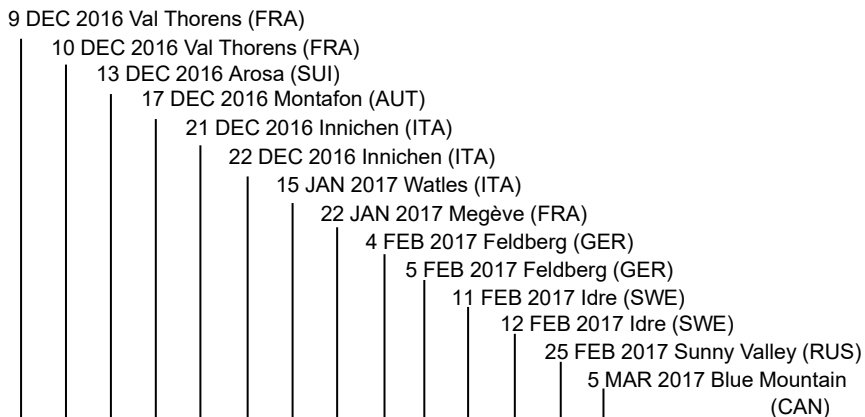 9 DEC 2016 Val Thorens (FRA)
10 DEC 2016 Val Thorens (FRA)
13 DEC 2016 Arosa (SUI)
17 DEC 2016 Montafon (AUT)
21 DEC 2016 Innichen (ITA)
22 DEC 2016 Innichen (ITA)
15 JAN 2017 Watles (ITA)
22 JAN 2017 Megève (FRA)
4 FEB 2017 Feldberg (GER)
5 FEB 2017 Feldberg (GER)
11 FEB 2017 Idre (SWE)
12 FEB 2017 Idre (SWE)
25 FEB 2017 Sunny Valley (RUS)
5 MAR 2017 Blue Mountain
(CAN)